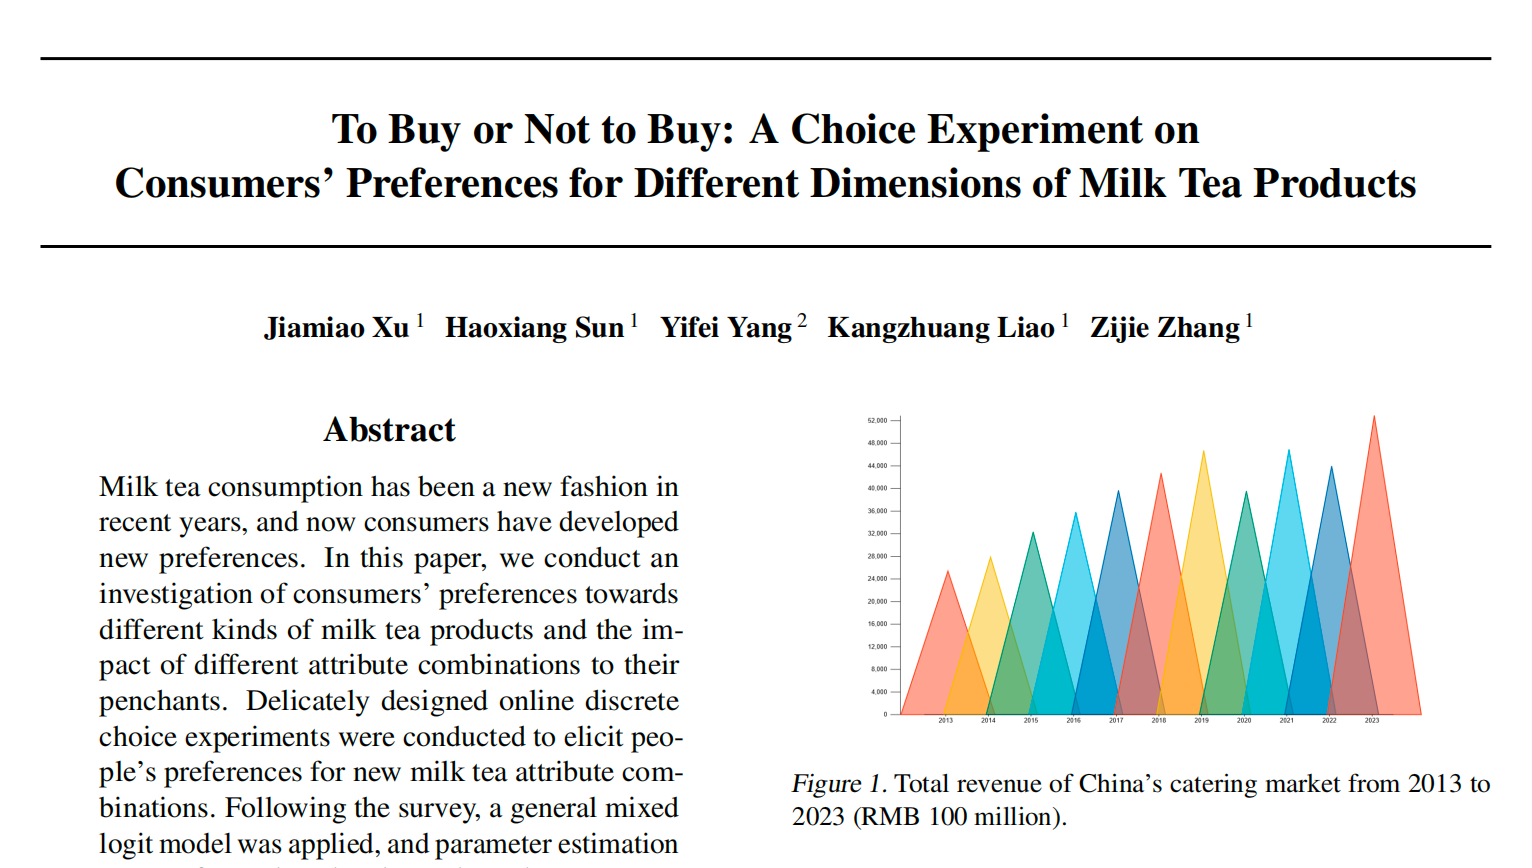 To Buy or Not to Buy: A Choice Experiment on
Consumers’ Preferences for Different Dimensions of Milk Tea Products
Jiamiao Xu 1 Haoxiang Sun 1 Yifei Yang 2 Kangzhuang Liao 1 Zijie Zhang 1
Abstract
Milk tea consumption has been a new fashion in
recent years, and now consumers have developed
new preferences. In this paper, we conduct an
investigation of consumers’ preferences towards
different kinds of milk tea products and the im-
pact of different attribute combinations to their
penchants. Delicately designed online discrete
choice experiments were conducted to elicit peo-
ple’s preferences for new milk tea attribute com-
binations. Following the survey, a general mixed
logit model was applied, and parameter estimation
52,000
48,000
44,000
40,000
36,000
32,000
28,000
24,000
20,000
16,000
12,000
8,000
4,000
0
2013 2014 2015 2016 2017 2018 2019 2020 2021 2022 2023
Figure 1. Total revenue of China’s catering market from 2013 to
2023 (RMB 100 million).